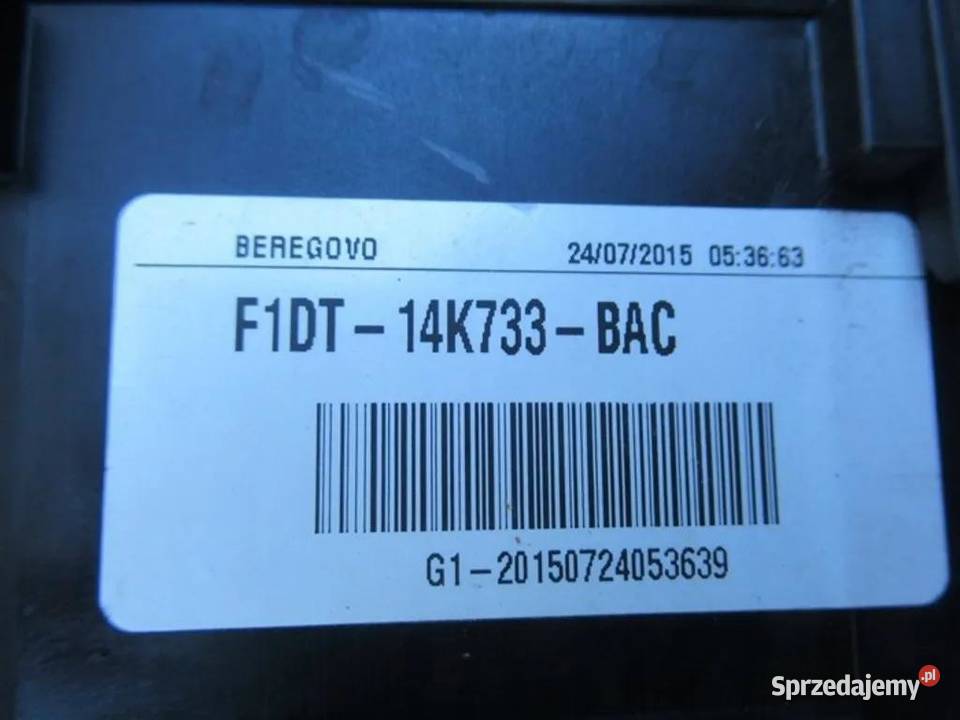 BEREGOVO 24/07/2015 05:36:63
F1DT-14K733-BAC
G1-20150724053639
Sprzedajemy.pl